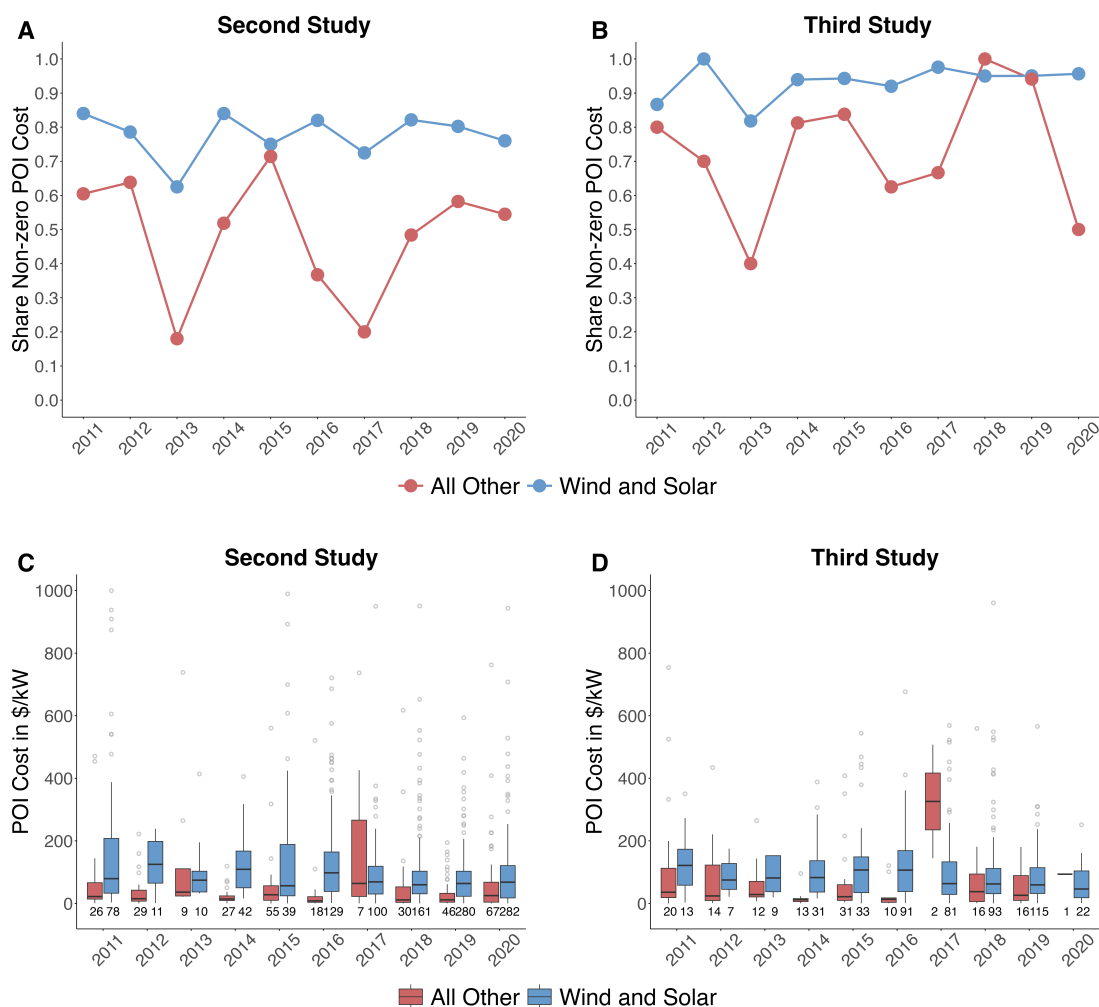 A Second Study
Share Non-zero POI Cost
1.0
0.9
0.8
0.7
0.6
0.5
0.4
0.3
0.2
0.1
0.0
2011 2012 2013 2014 2015 2016 2017 2018 2019 2020
B Third Study
Share Non-zero POI Cost
1.0
0.9
0.8
0.7
0.6
0.5
0.4
0.3
0.2
0.1
0.0
2011 2012 2013 2014 2015 2016 2017 2018 2019 2020
All Other Wind and Solar
C Second Study
POI Cost in $/kW
1000
800
600
400
200
0
26 78 29 11 9 10 27 42 55 39 18 129 7 100 30 161 46 280 67 282
2011 2012 2013 2014 2015 2016 2017 2018 2019 2020
D Third Study
POI Cost in $/kW
1000
800
600
400
200
0
20 13 14 7 12 9 13 31 31 33 10 91 2 81 16 93 16 115 1 22
2011 2012 2013 2014 2015 2016 2017 2018 2019 2020
All Other Wind and Solar